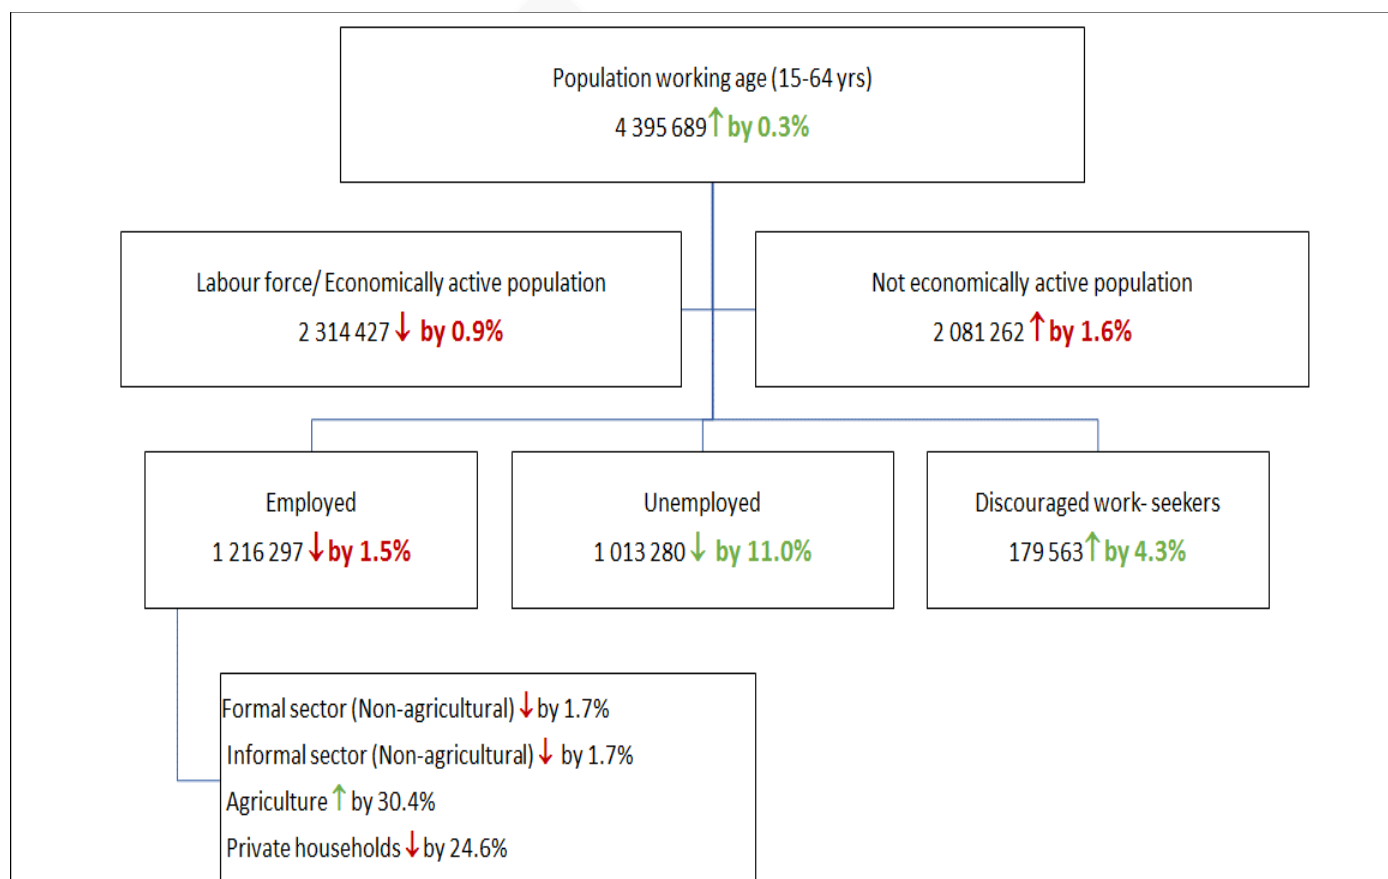 Population working age (15-64 yrs)
4 395 689↑by 0.3%
Labour force/ Economically active population
2 314 427↓ by 0.9%
Not economically active population
2 081 262↑by 1.6%
Employed
1 216 297↓by 1.5%
Unemployed
1 013 280↓ by 11.0%
Discouraged work- seekers
179 563↑by 4.3%
Formal sector (Non-agricultural)↓by 1.7%
Informal sector (Non-agricultural)↓ by 1.7%
Agriculture↑by 30.4%
Private households↓by 24.6%